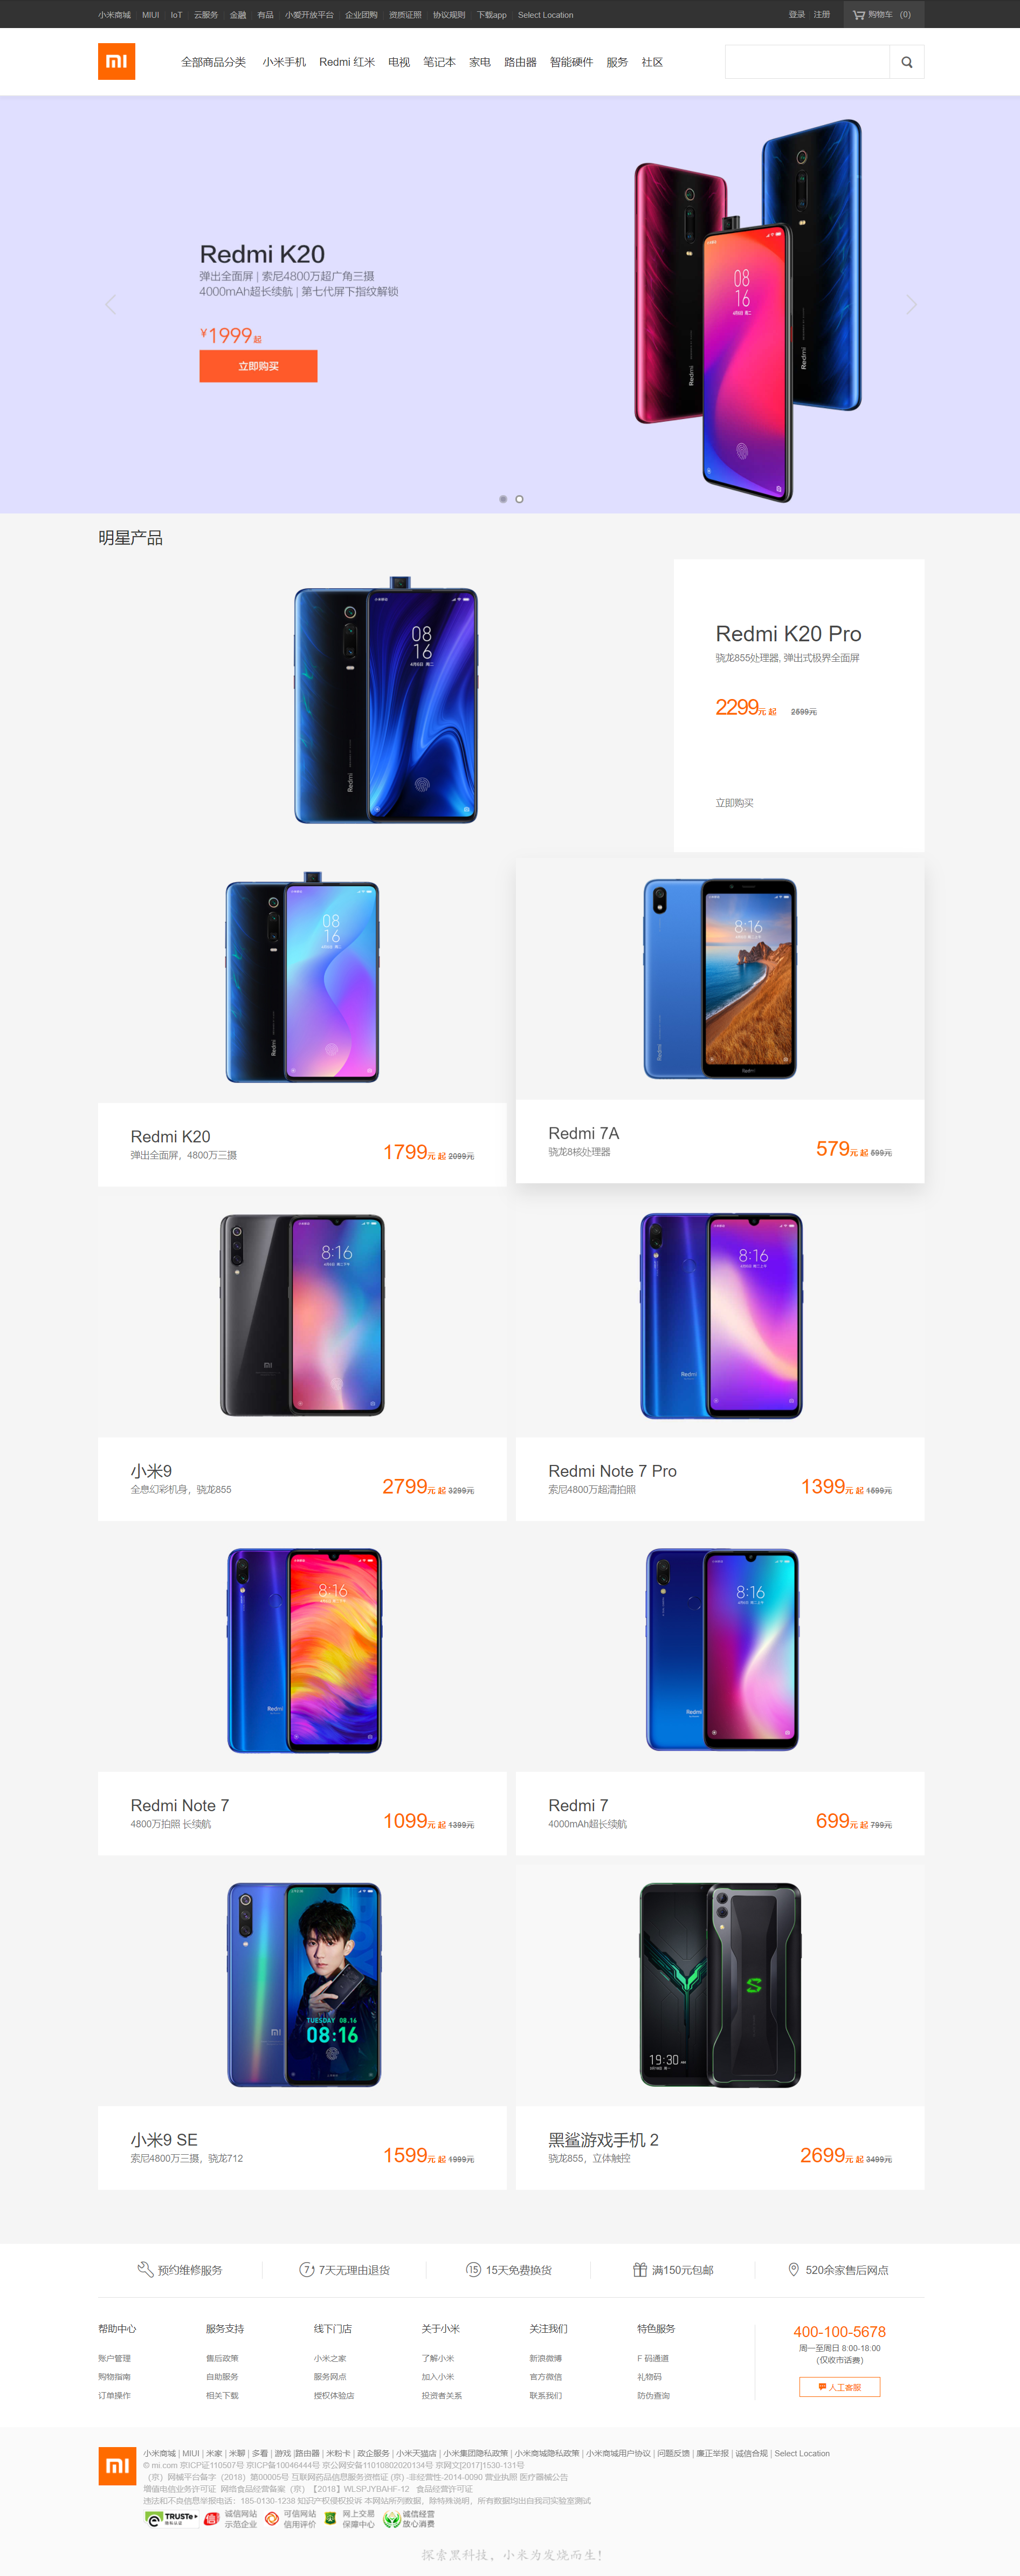 小米商城 MIUI IoT 云服务 金融 有品 小爱开放平台 企业团购 资质证照 协议规则 下载app Select Location 登录 注册 购物车 (0)
全部商品分类 小米手机 Redmi 红米 电视 笔记本 家电 路由器 智能硬件 服务 社区
Redmi K20
弹出全面屏 | 索尼4800万超广角三摄
4000mAh超长续航 | 第七代屏下指纹解锁
¥1999起
立即购买
明星产品
Redmi K20 Pro
骁龙855处理器, 弹出式极界全面屏
2299元 起 2599元
立即购买
Redmi K20
弹出全面屏，4800万三摄
1799元 起 2099元
Redmi 7A
骁龙8核处理器
579元 起 599元
小米9
全息幻彩机身，骁龙855
2799元 起 3299元
Redmi Note 7 Pro
索尼4800万超清拍照
1399元 起 1599元
Redmi Note 7
4800万拍照 长续航
1099元 起 1399元
Redmi 7
4000mAh超长续航
699元 起 799元
TUESDAY 08.16
08:16
19:30
小米9 SE
索尼4800万三摄，骁龙712
1599元 起 1999元
黑鲨游戏手机 2
骁龙855，立体触控
2699元 起 3499元
预约维修服务 7天无理由退货 15天免费换货 满150元包邮 520余家售后网点
帮助中心 服务支持 线下门店 关于小米 关注我们 特色服务
账户管理 售后政策 小米之家 了解小米 新浪微博 F 码通道
购物指南 自助服务 服务网点 加入小米 官方微信 礼物码
订单操作 相关下载 授权体验店 投资者关系 联系我们 防伪查询
400-100-5678
周一至周日 8:00-18:00
（仅收市话费）
人工客服
小米商城 | MIUI | 米家 | 米聊 | 多看 | 游戏 |路由器 | 米粉卡 | 政企服务 | 小米天猫店 | 小米集团隐私政策 | 小米商城隐私政策 | 小米商城用户协议 | 问题反馈 | 廉正举报 | 诚信合规 | Select Location
© mi.com 京ICP证110507号 京ICP备10046444号 京公网安备11010802020134号 京网文[2017]1530-131号
（京）网械平台备字（2018）第00005号 互联网药品信息服务资格证 (京) -非经营性-2014-0090 营业执照 医疗器械公告
增值电信业务许可证 网络食品经营备案（京）【2018】WLSPJYBAHF-12 食品经营许可证
违法和不良信息举报电话：185-0130-1238 知识产权侵权投诉 本网站所列数据，除特殊说明，所有数据均出自我司实验室测试
TRUSTe 诚信网站 示范企业 可信网站 信用评价 网上交易 保障中心 诚信经营 放心消费
探索黑科技，小米为发烧而生！